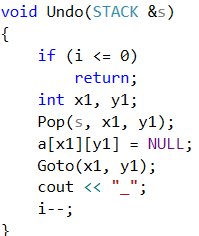 void Undo(STACK &s)
{
    if (i <= 0)
        return;
    int x1, y1;
    Pop(s, x1, y1);
    a[x1][y1] = NULL;
    Goto(x1, y1);
    cout << "_";
    i--;
}